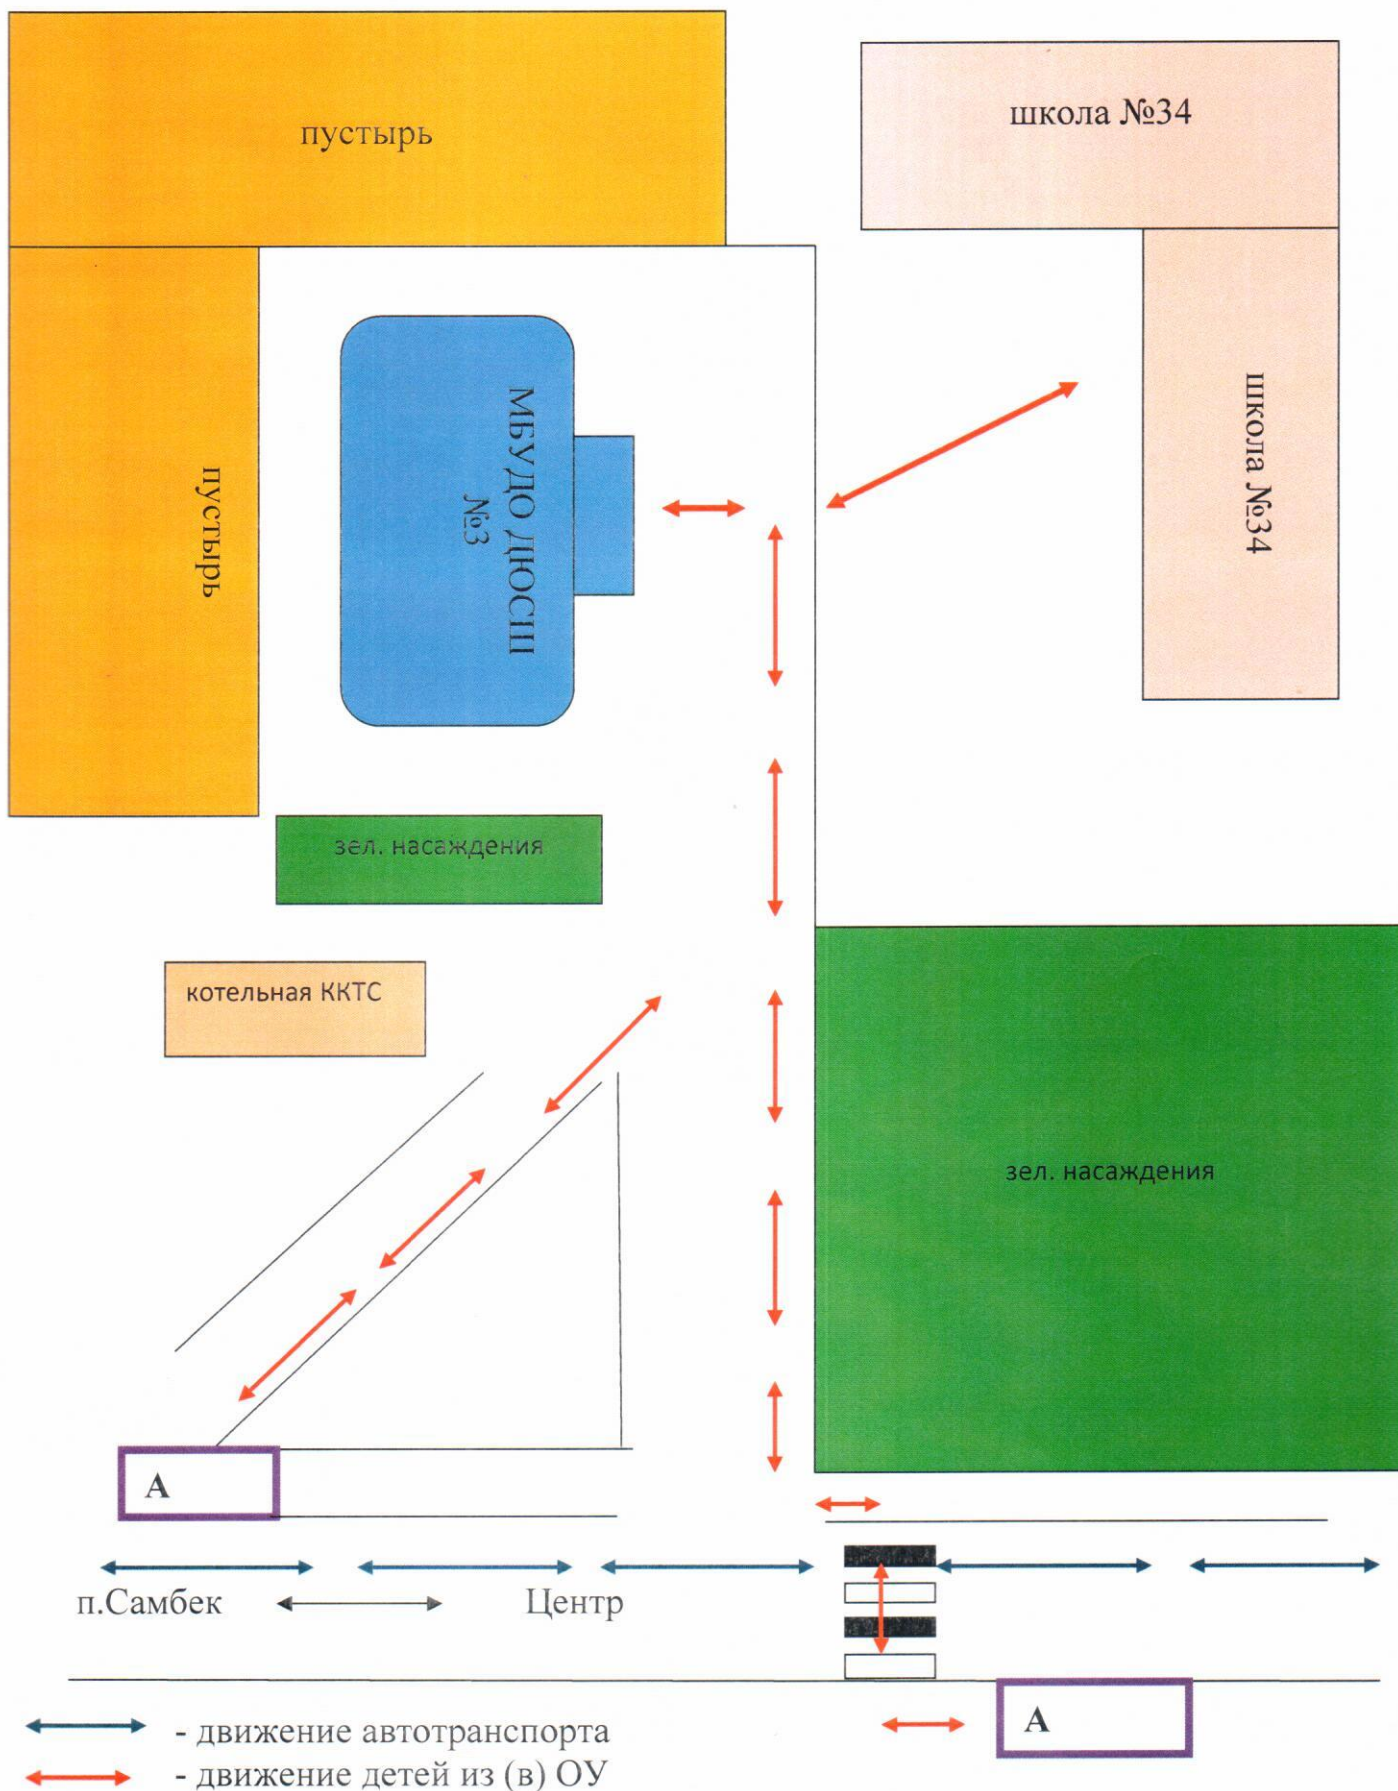 пустырь
школа №34
пустырь
МБУДО ДЮСШ
№3
школа №34
зел. насаждения
котельная ККТС
зел. насаждения
А
п.Самбек
Центр
А
- движение автотранспорта
- движение детей из (в) ОУ